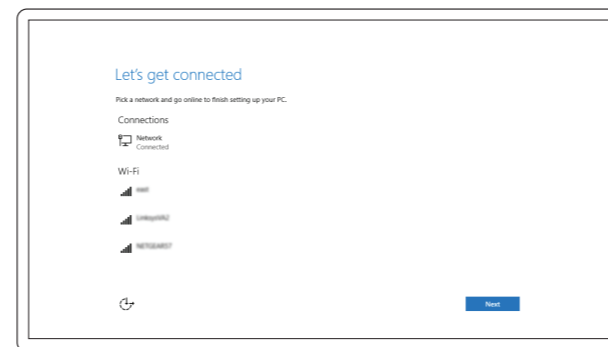 Let's get connected
Pick a network and go online to finish setting up your PC.
Connections
Network
Connected
Wi-Fi
Next